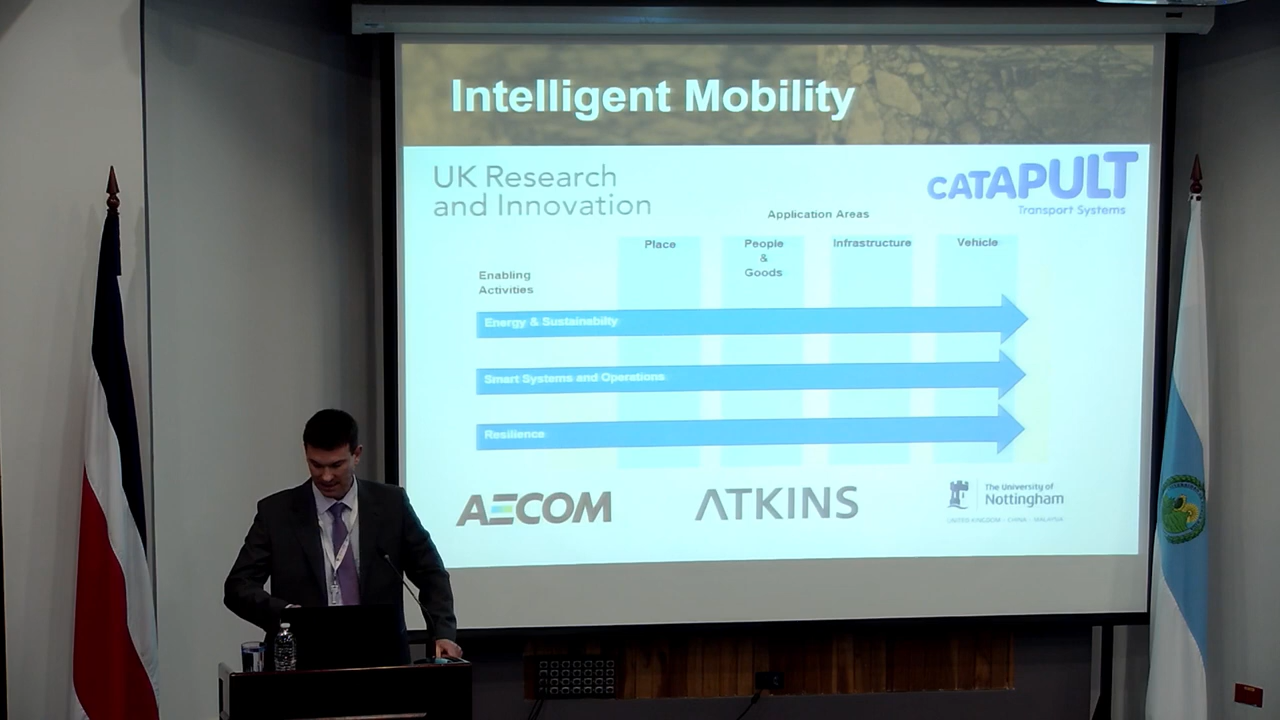 Intelligent Mobility
UK Research
and Innovation
CATAPULT
Transport Systems
Application Areas
Place
People
&
Goods
Infrastructure
Vehicle
Enabling
Activities
Energy & Sustainabilty
Smart Systems and Operations
Resilience
AECOM
ATKINS
The University of
Nottingham
UNITED KINGDOM · CHINA · MALAYSIA